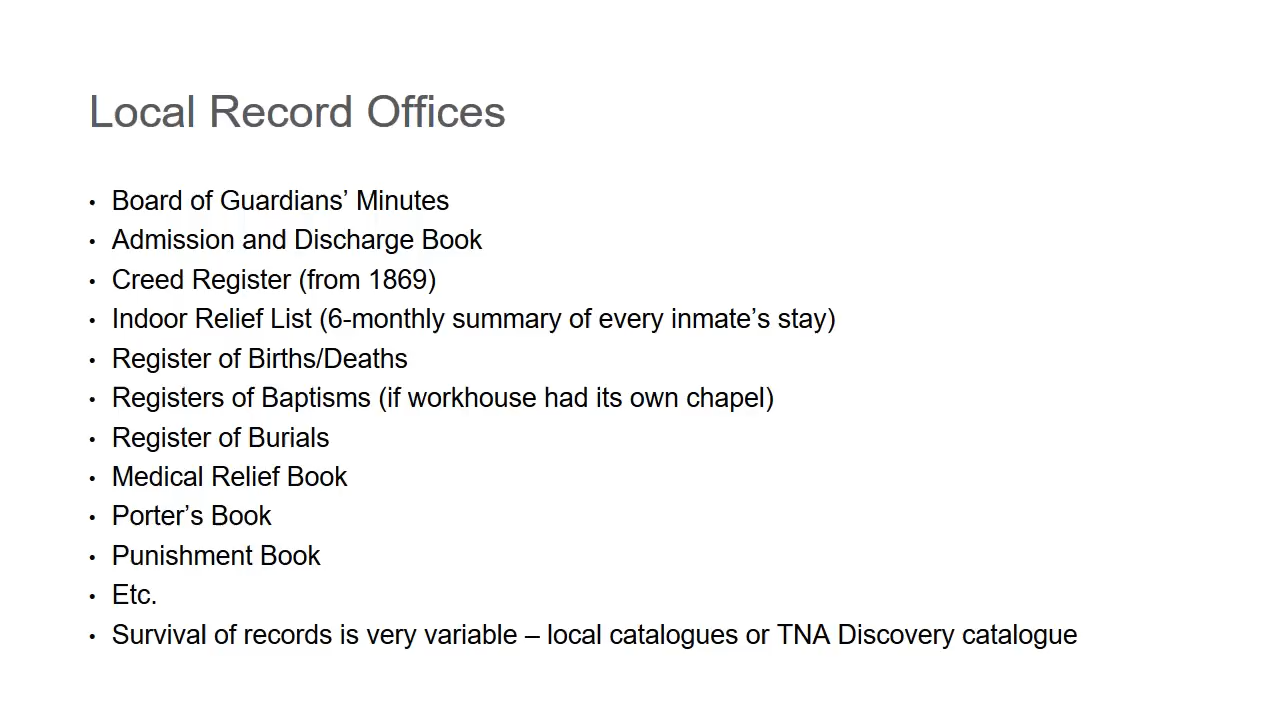 Local Record Offices
• Board of Guardians’ Minutes
• Admission and Discharge Book
• Creed Register (from 1869)
• Indoor Relief List (6-monthly summary of every inmate’s stay)
• Register of Births/Deaths
• Registers of Baptisms (if workhouse had its own chapel)
• Register of Burials
• Medical Relief Book
• Porter’s Book
• Punishment Book
• Etc.
• Survival of records is very variable – local catalogues or TNA Discovery catalogue